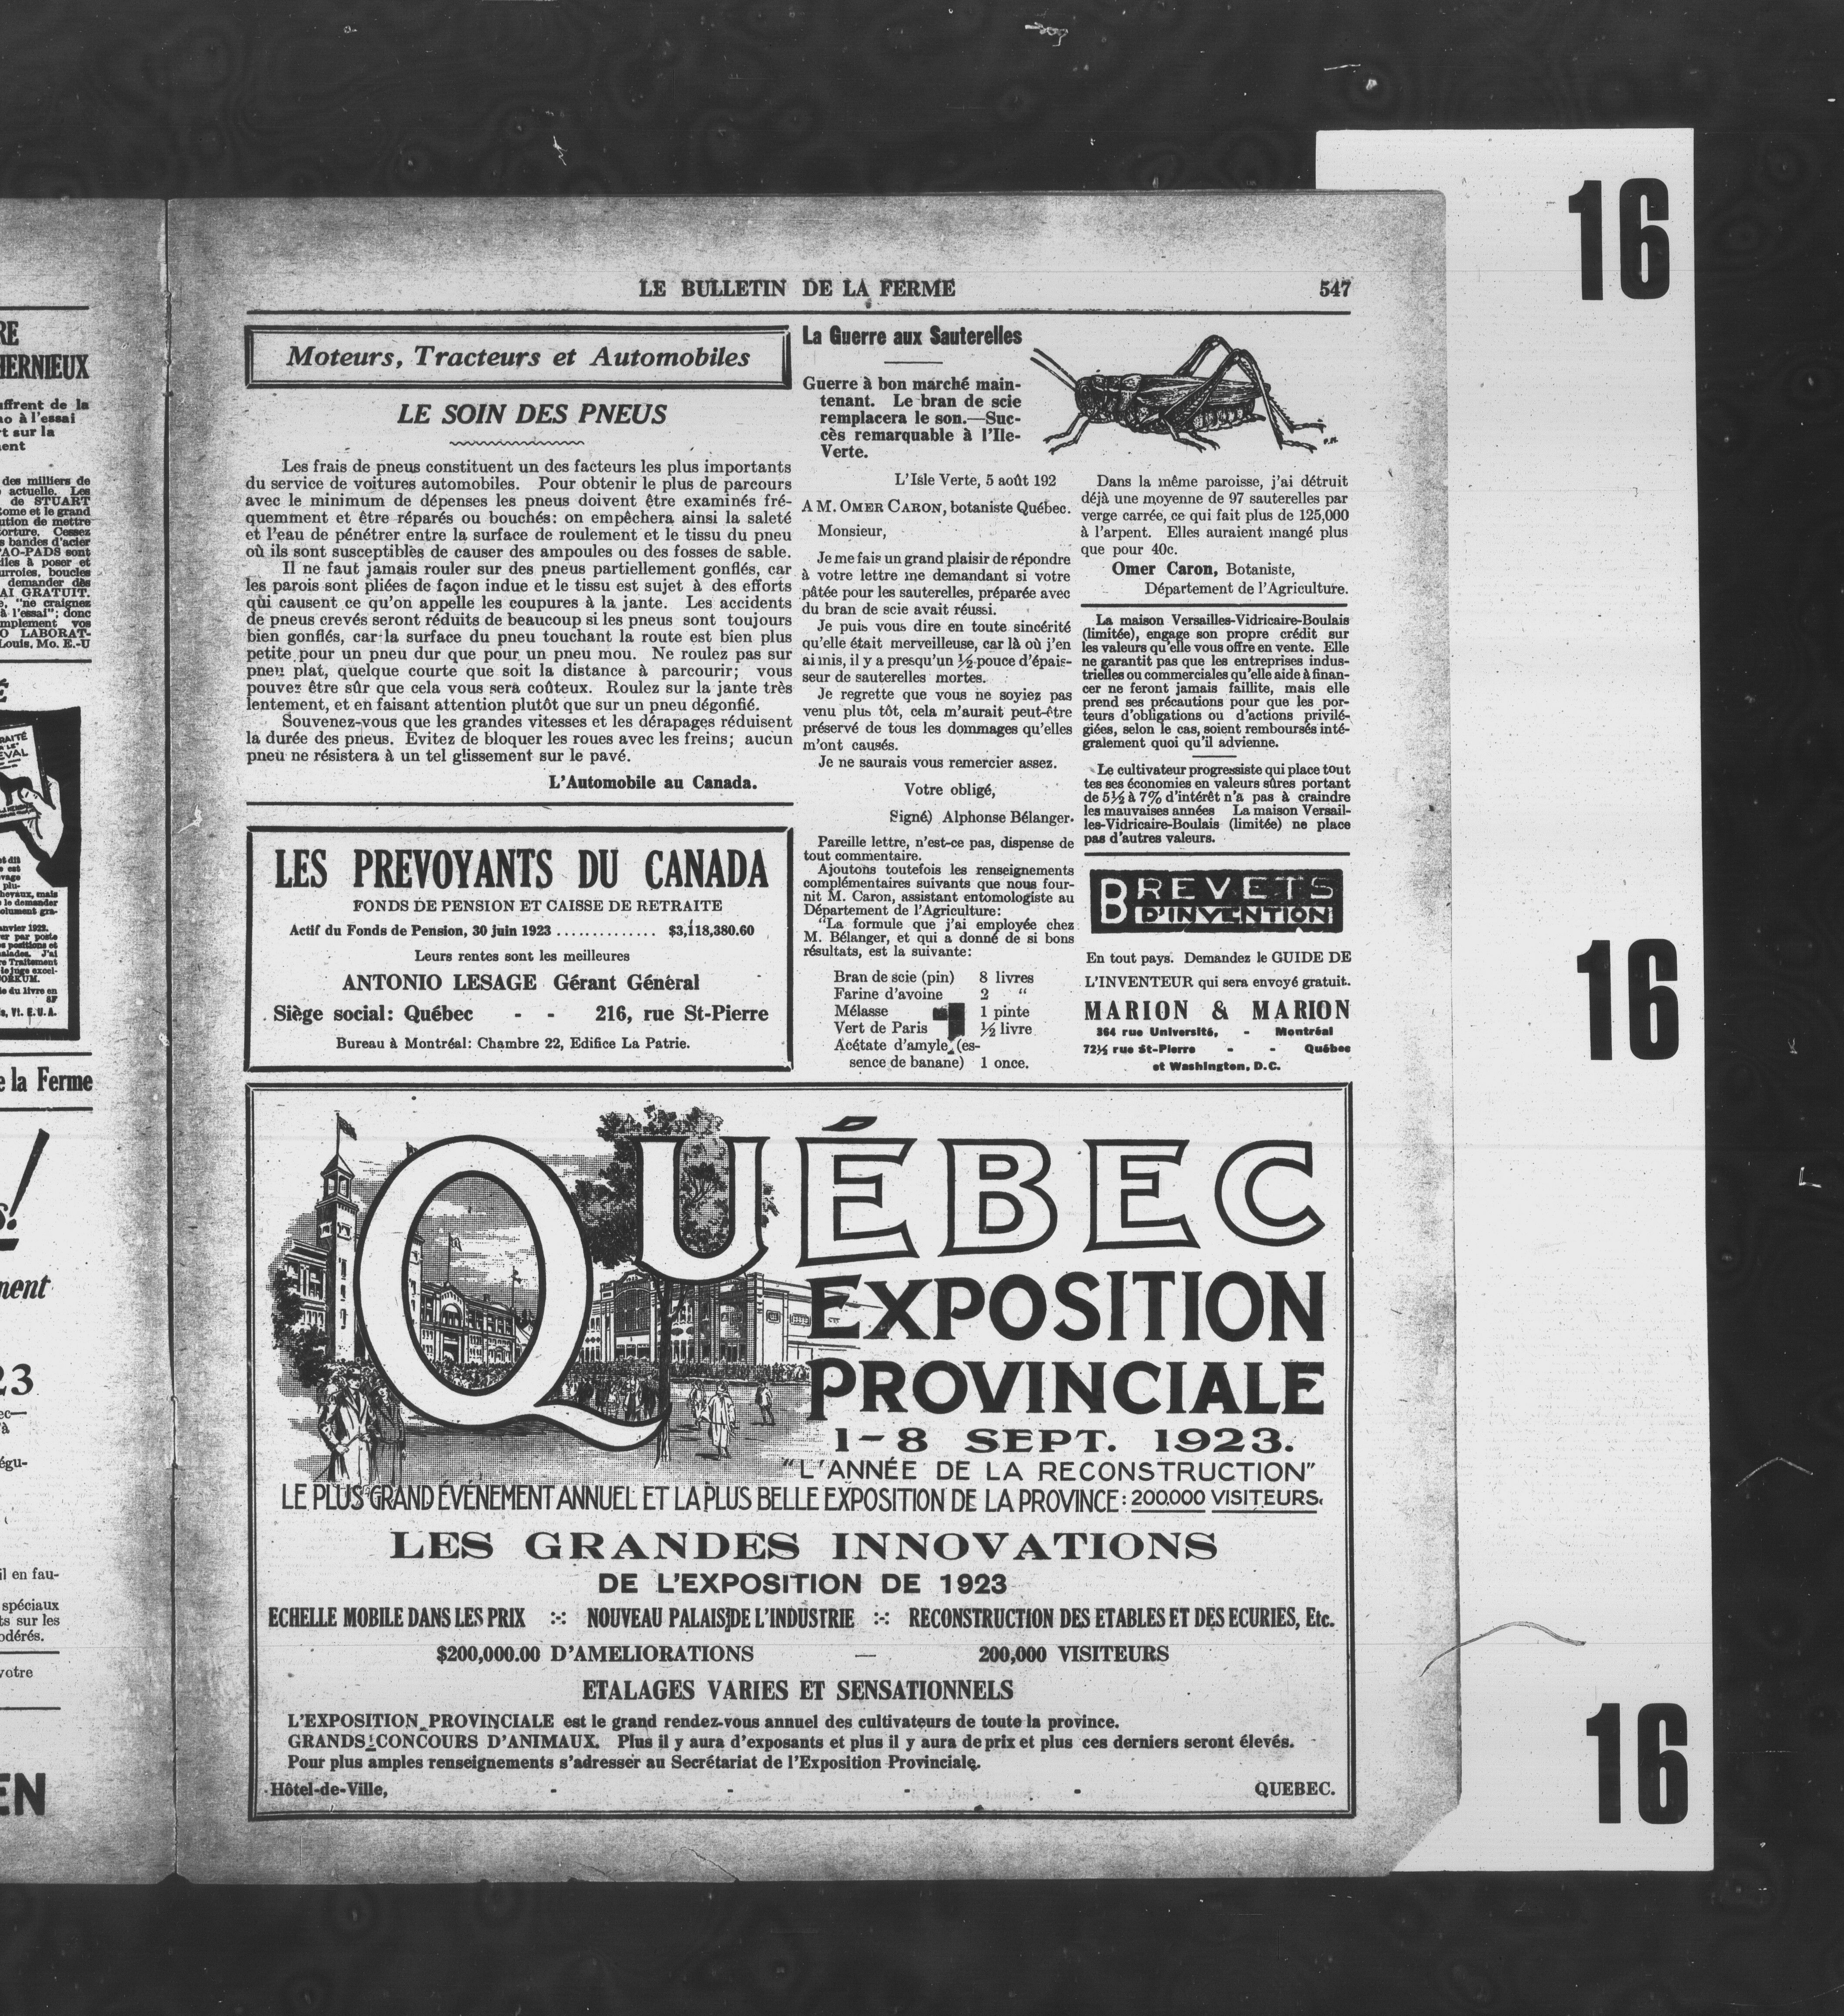 LE BULLETIN DE LA FERME
547
Moteurs, Tracteurs et Automobiles
LE SOIN DES PNEUS
Les frais de pneus constituent un des facteurs les plus importants
du service de voitures automobiles. Pour obtenir le plus de parcours
avec le minimum de dépenses les pneus doivent être examinés fré-
quemment et être réparés ou bouchés: on empêchera ainsi la saleté
et l'eau de pénétrer entre la surface de roulement et le tissu du pneu
où ils sont susceptibles de causer des ampoules ou des fosses de sable.
Il ne faut jamais rouler sur des pneus partiellement gonflés, car
les parois sont pliées de façon indue et le tissu est sujet à des efforts
qui causent ce qu'on appelle les coupures à la jante. Les accidents
de pneus crevés seront réduits de beaucoup si les pneus sont toujours
bien gonflés, car la surface du pneu touchant la route est bien plus
petite pour un pneu dur que pour un pneu mou. Ne roulez pas sur
pneu plat, quelque courte que soit la distance à parcourir; vous
pouvez être sûr que cela vous sera coûteux. Roulez sur la jante très
lentement, et en faisant attention plutôt que sur un pneu dégonflé.
Souvenez-vous que les grandes vitesses et les dérapages réduisent
la durée des pneus. Évitez de bloquer les roues avec les freins; aucun
pneu ne résistera à un tel glissement sur le pavé.
L'Automobile au Canada.
LES PREVOYANTS DU CANADA
FONDS DE PENSION ET CAISSE DE RETRAITE
Actif du Fonds de Pension, 30 juin 1923 .............. $3,118,380.60
Leurs rentes sont les meilleures
ANTONIO LESAGE Gérant Général
Siège social: Québec - - 216, rue St-Pierre
Bureau à Montréal: Chambre 22, Edifice La Patrie.
La Guerre aux Sauterelles
Guerre à bon marché main-
tenant. Le bran de scie
remplacera le son.—Suc-
cès remarquable à l'Ile-
Verte.
L'Isle Verte, 5 août 192
A M. OMER CARON, botaniste Québec.
Monsieur,
Je me fais un grand plaisir de répondre
à votre lettre me demandant si votre
pâtée pour les sauterelles, préparée avec
du bran de scie avait réussi.
Je puis vous dire en toute sincérité
qu'elle était merveilleuse, car là où j'en
ai mis, il y a presqu'un ½ pouce d'épais-
seur de sauterelles mortes.
Je regrette que vous ne soyiez pas
venu plus tôt, cela m'aurait peut-être
préservé de tous les dommages qu'elles
m'ont causés.
Je ne saurais vous remercier assez.
Votre obligé,
Signé) Alphonse Bélanger.
Pareille lettre, n'est-ce pas, dispense de
tout commentaire.
Ajoutons toutefois les renseignements
complémentaires suivants que nous four-
nit M. Caron, assistant entomologiste au
Département de l'Agriculture:
"La formule que j'ai employée chez
M. Bélanger, et qui a donné de si bons
résultats, est la suivante:
Bran de scie (pin) 8 livres
Farine d'avoine 2 "
Mélasse 1 pinte
Vert de Paris ½ livre
Acétate d'amyle (es-
sence de banane) 1 once.
Dans la même paroisse, j'ai détruit
déjà une moyenne de 97 sauterelles par
verge carrée, ce qui fait plus de 125,000
à l'arpent. Elles auraient mangé plus
que pour 40c.
Omer Caron, Botaniste,
Département de l'Agriculture.
La maison Versailles-Vidricaire-Boulais
(limitée), engage son propre crédit sur
les valeurs qu'elle vous offre en vente. Elle
ne garantit pas que les entreprises indus-
trielles ou commerciales qu'elle aide à finan-
cer ne feront jamais faillite, mais elle
prend ses précautions pour que les por-
teurs d'obligations ou d'actions privilé-
giées, selon le cas, soient remboursés inté-
gralement quoi qu'il advienne.
Le cultivateur progressiste qui place tout
tes ses économies en valeurs sûres portant
de 5½ à 7% d'intérêt n'a pas à craindre
les mauvaises années La maison Versail-
les-Vidricaire-Boulais (limitée) ne place
pas d'autres valeurs.
BREVETS
D'INVENTION
En tout pays. Demandez le GUIDE DE
L'INVENTEUR qui sera envoyé gratuit.
MARION & MARION
364 rue Université, - Montréal
72½ rue St-Pierre - - Québec
et Washington, D.C.
QUÉBEC
EXPOSITION
PROVINCIALE
1-8 SEPT. 1923.
"L'ANNÉE DE LA RECONSTRUCTION"
LE PLUS GRAND ÉVÉNEMENT ANNUEL ET LA PLUS BELLE EXPOSITION DE LA PROVINCE: 200.000 VISITEURS.
LES GRANDES INNOVATIONS
DE L'EXPOSITION DE 1923
ECHELLE MOBILE DANS LES PRIX :-: NOUVEAU PALAIS DE L'INDUSTRIE :-: RECONSTRUCTION DES ETABLES ET DES ECURIES, Etc.
$200,000.00 D'AMELIORATIONS — 200,000 VISITEURS
ETALAGES VARIES ET SENSATIONNELS
L'EXPOSITION PROVINCIALE est le grand rendez-vous annuel des cultivateurs de toute la province.
GRANDS CONCOURS D'ANIMAUX. Plus il y aura d'exposants et plus il y aura de prix et plus ces derniers seront élevés.
Pour plus amples renseignements s'adresser au Secrétariat de l'Exposition Provinciale.
Hôtel-de-Ville, - - - - QUEBEC.
16
16
16